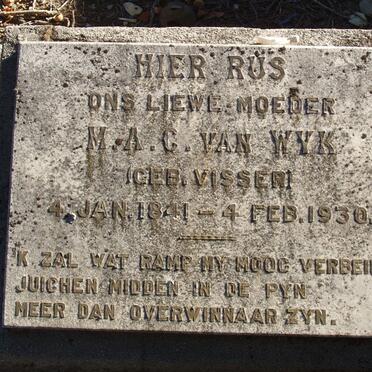 HIER RUS
ONS LIEWE MOEDER
M.A.C. VAN WYK
(GEB. VISSER)
4. JAN. 1841 – 4 FEB. 1930.
'K ZAL WAT RAMP MY MOOG
JUICHEN MIDDEN IN DE PYN
MEER DAN OVERWINNAAR ZYN.